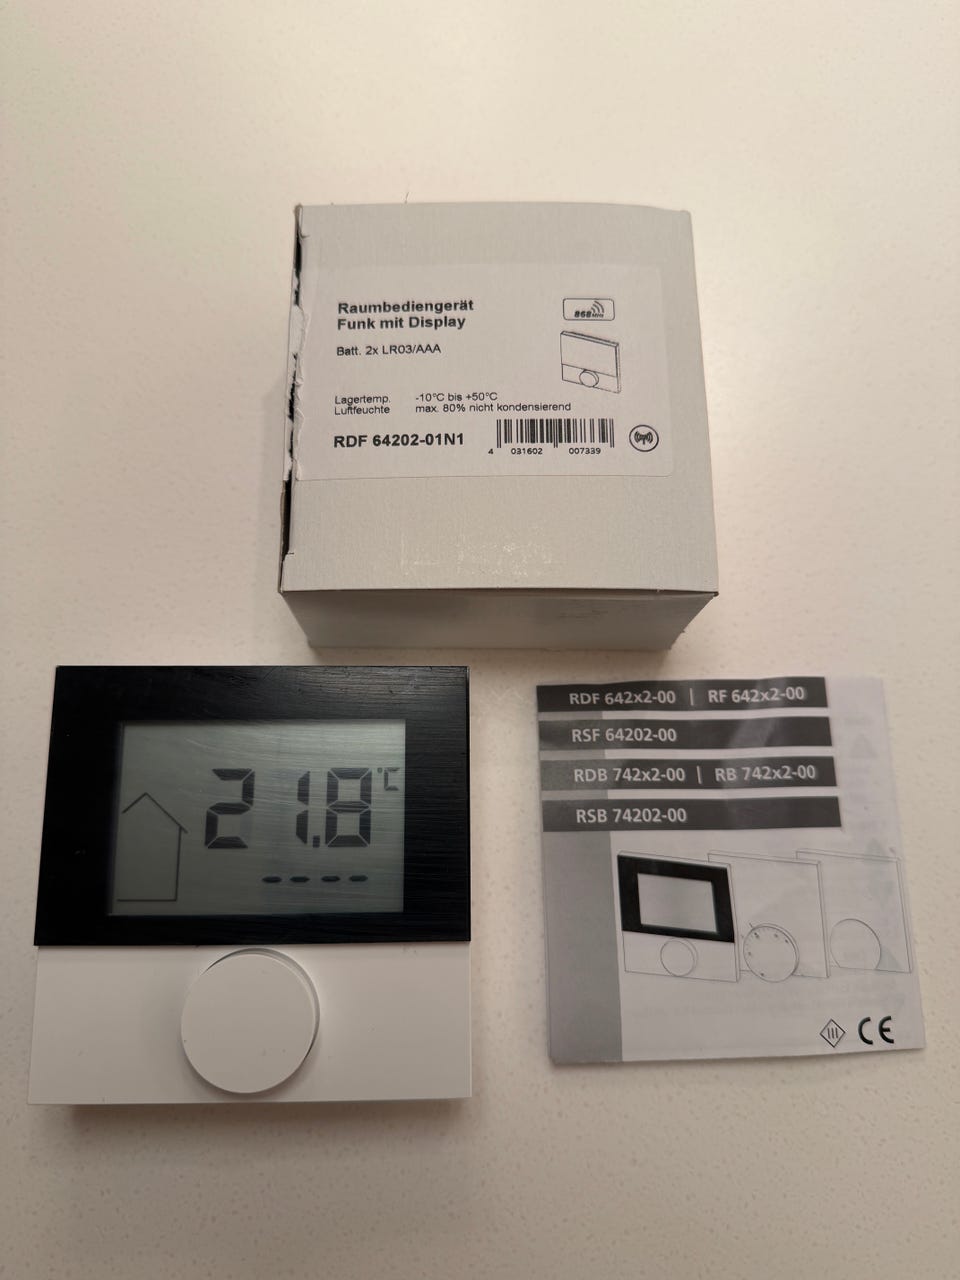 Raumbediengerät
Funk mit Display
868MHz
Batt. 2x LR03/AAA
Lagertemp. -10°C bis +50°C
Luftfeuchte max. 80% nicht kondensierend
RDF 64202-01N1
4 031602 007339
21.8 °C
- - - -
RDF 642x2-00 | RF 642x2-00
RSF 64202-00
RDB 742x2-00 | RB 742x2-00
RSB 74202-00
III CE